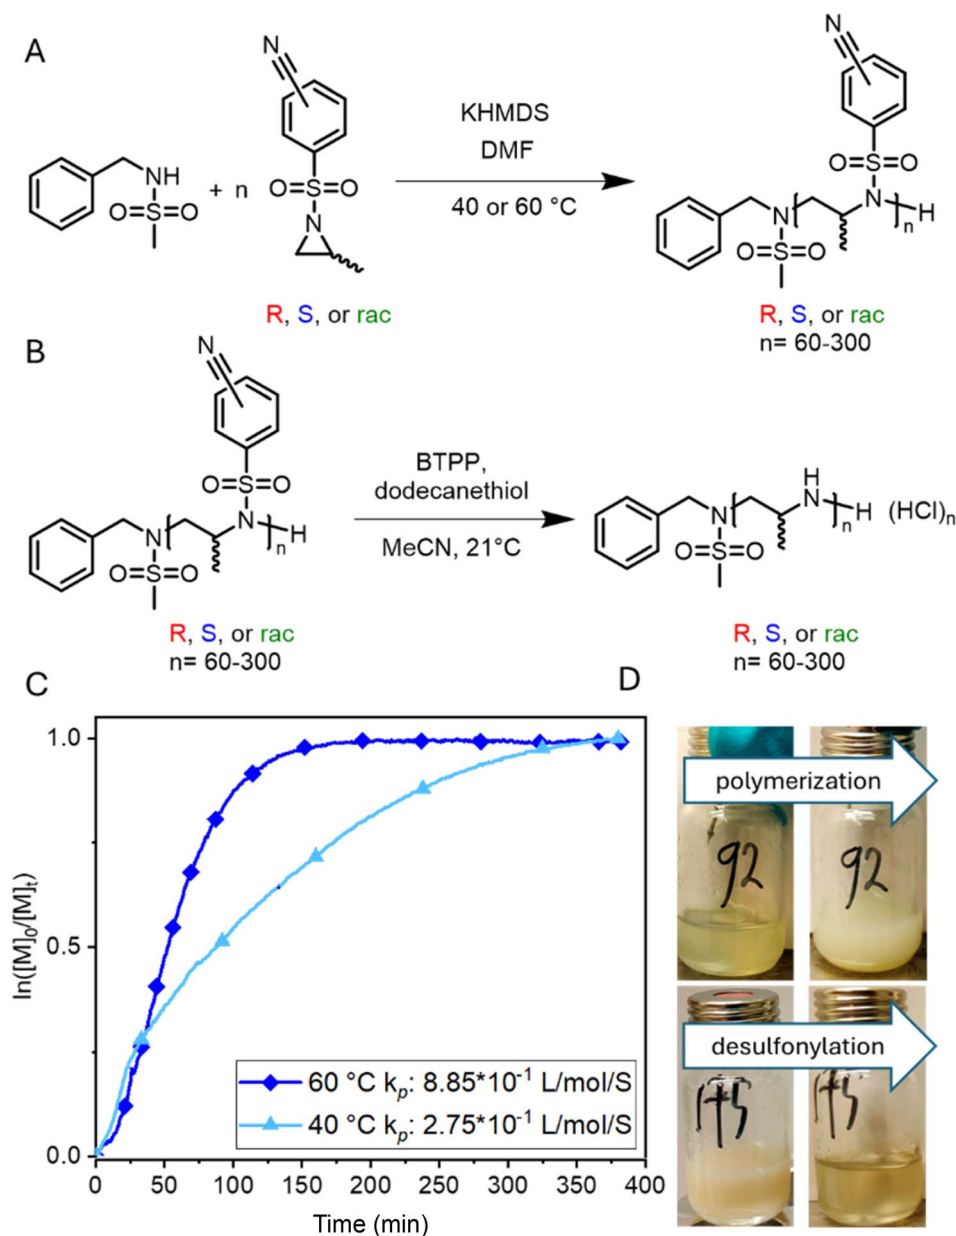 A
N
KHMDS
DMF
40 or 60 °C
NH
+ n
O=S=O
O=S=O
N
R, S, or rac
N
O=S=O
N
N
H
n
O=S=O
R, S, or rac
n= 60-300
B
N
O=S=O
N
N
H
n
O=S=O
R, S, or rac
n= 60-300
BTPP,
dodecanethiol
MeCN, 21°C
H
N
N
H
n
(HCl)n
O=S=O
R, S, or rac
n= 60-300
C
ln([M]0/[M]t)
1.0
0.5
0.0
60 °C kp: 8.85*10-1 L/mol/S
40 °C kp: 2.75*10-1 L/mol/S
0 50 100 150 200 250 300 350 400
Time (min)
D
polymerization
92 92
desulfonylation
175 175